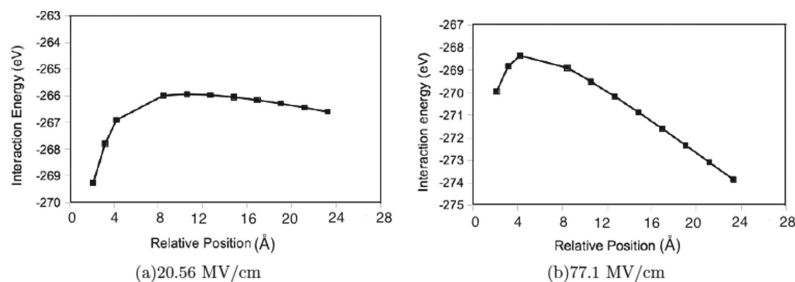 -263
-264
-265
-266
-267
-268
-269
-270
0 4 8 12 16 20 24 28
Interaction Energy (eV)
Relative Position (Å)
(a)20.56 MV/cm
-267
-268
-269
-270
-271
-272
-273
-274
-275
0 4 8 12 16 20 24 28
Interaction energy (eV)
Relative Position (Å)
(b)77.1 MV/cm